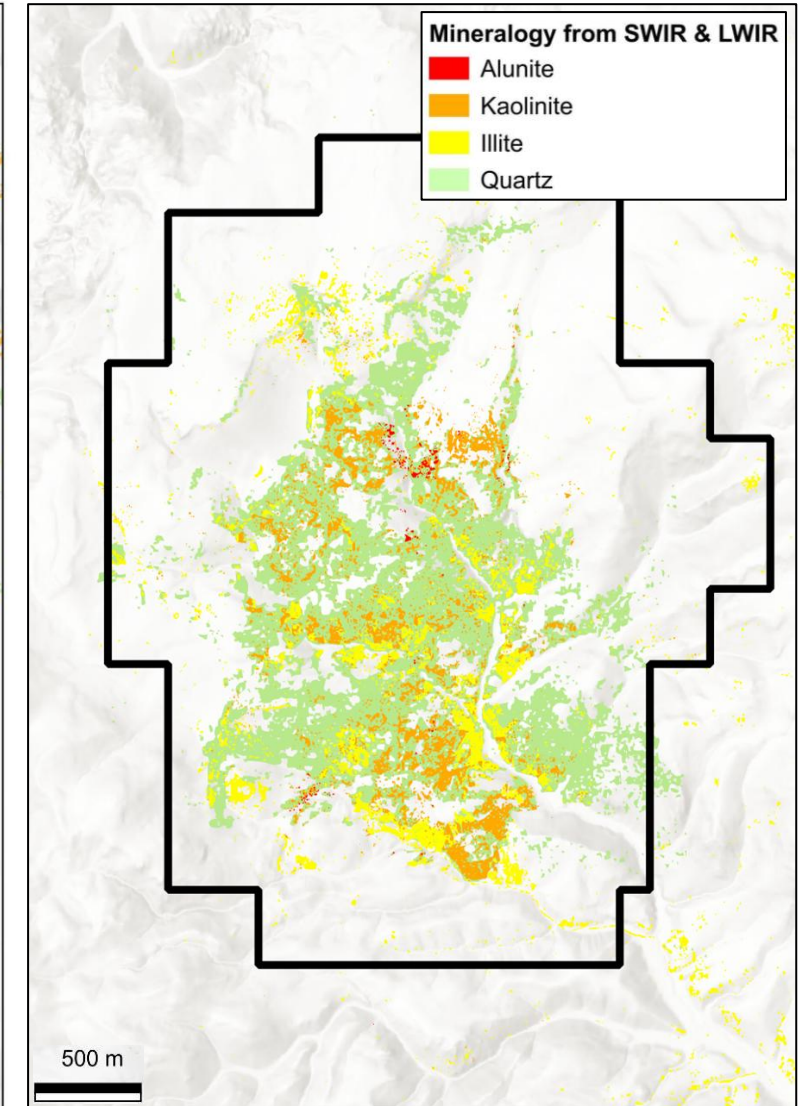 Mineralogy from SWIR & LWIR
Alunite
Kaolinite
Illite
Quartz
500 m